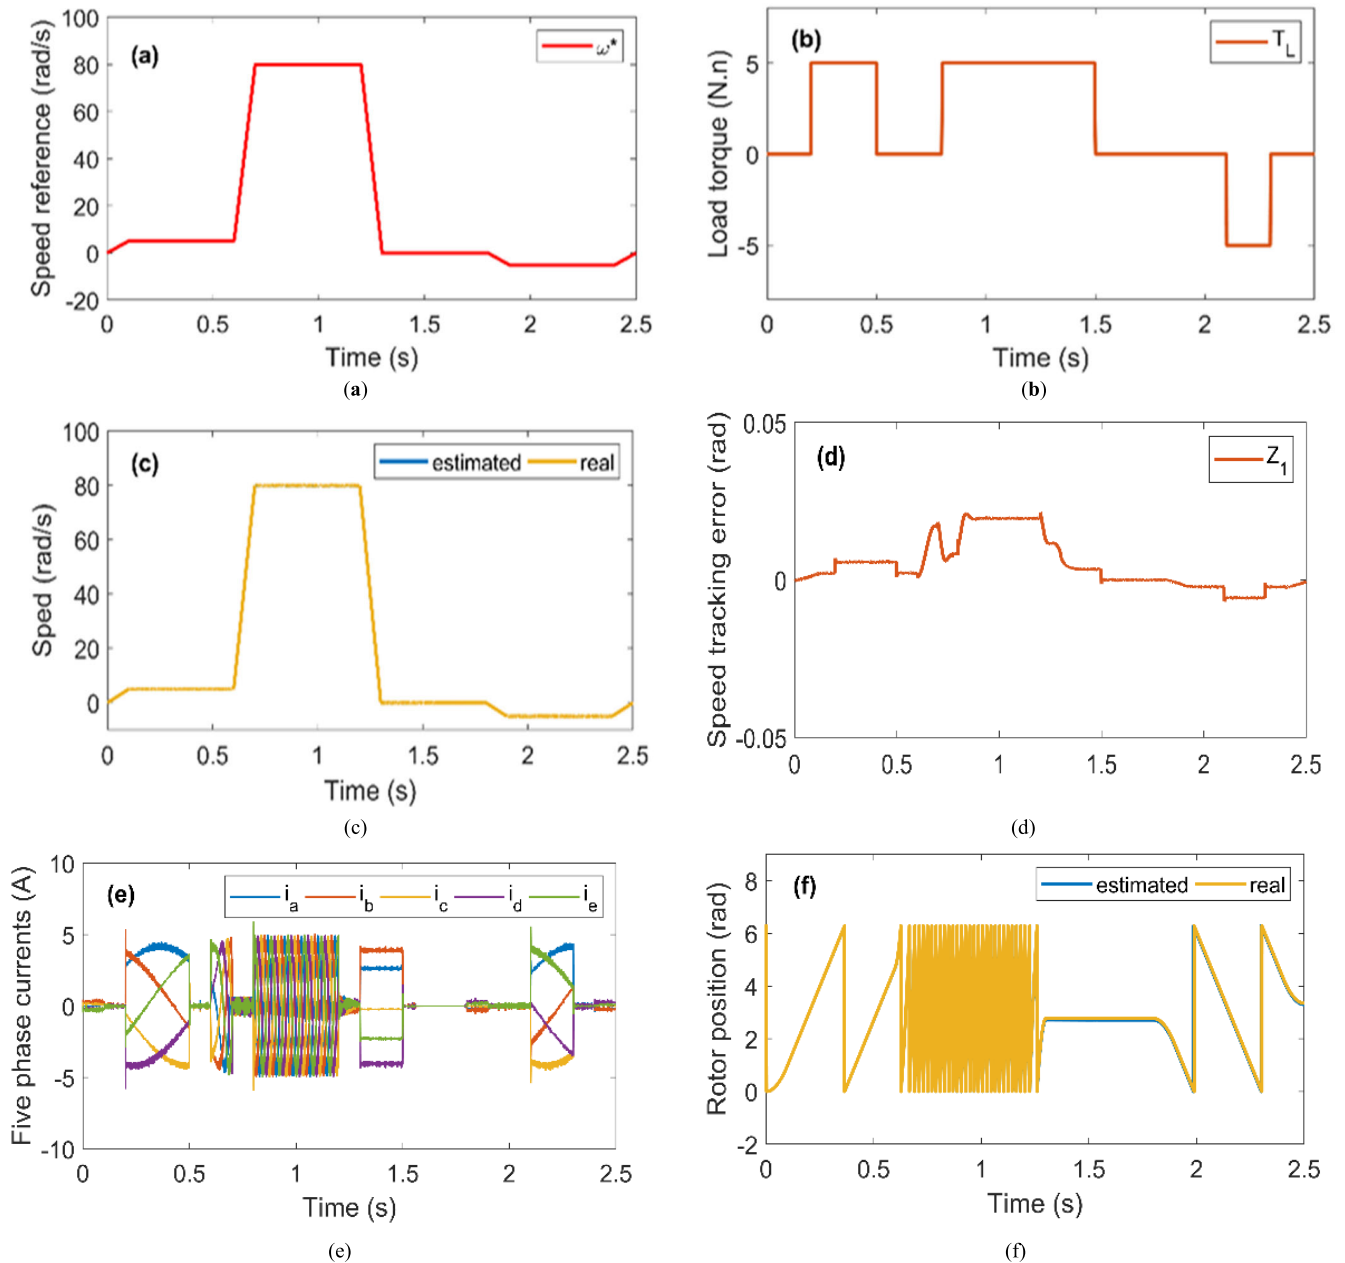 100
80
60
40
20
0
-20
Speed reference (rad/s)
(a)
ω*
0 0.5 1 1.5 2 2.5
Time (s)
(a)
5
0
-5
Load torque (N.n)
(b)
T_L
0 0.5 1 1.5 2 2.5
Time (s)
(b)
100
80
60
40
20
0
Sped (rad/s)
(c)
estimated real
0 0.5 1 1.5 2 2.5
Time (s)
(c)
0.05
0
-0.05
Speed tracking error (rad)
(d)
Z_1
0 0.5 1 1.5 2 2.5
(d)
10
5
0
-5
-10
Five phase currents (A)
(e)
i_a i_b i_c i_d i_e
0 0.5 1 1.5 2 2.5
Time (s)
(e)
8
6
4
2
0
-2
Rotor position (rad)
(f)
estimated real
0 0.5 1 1.5 2 2.5
Time (s)
(f)